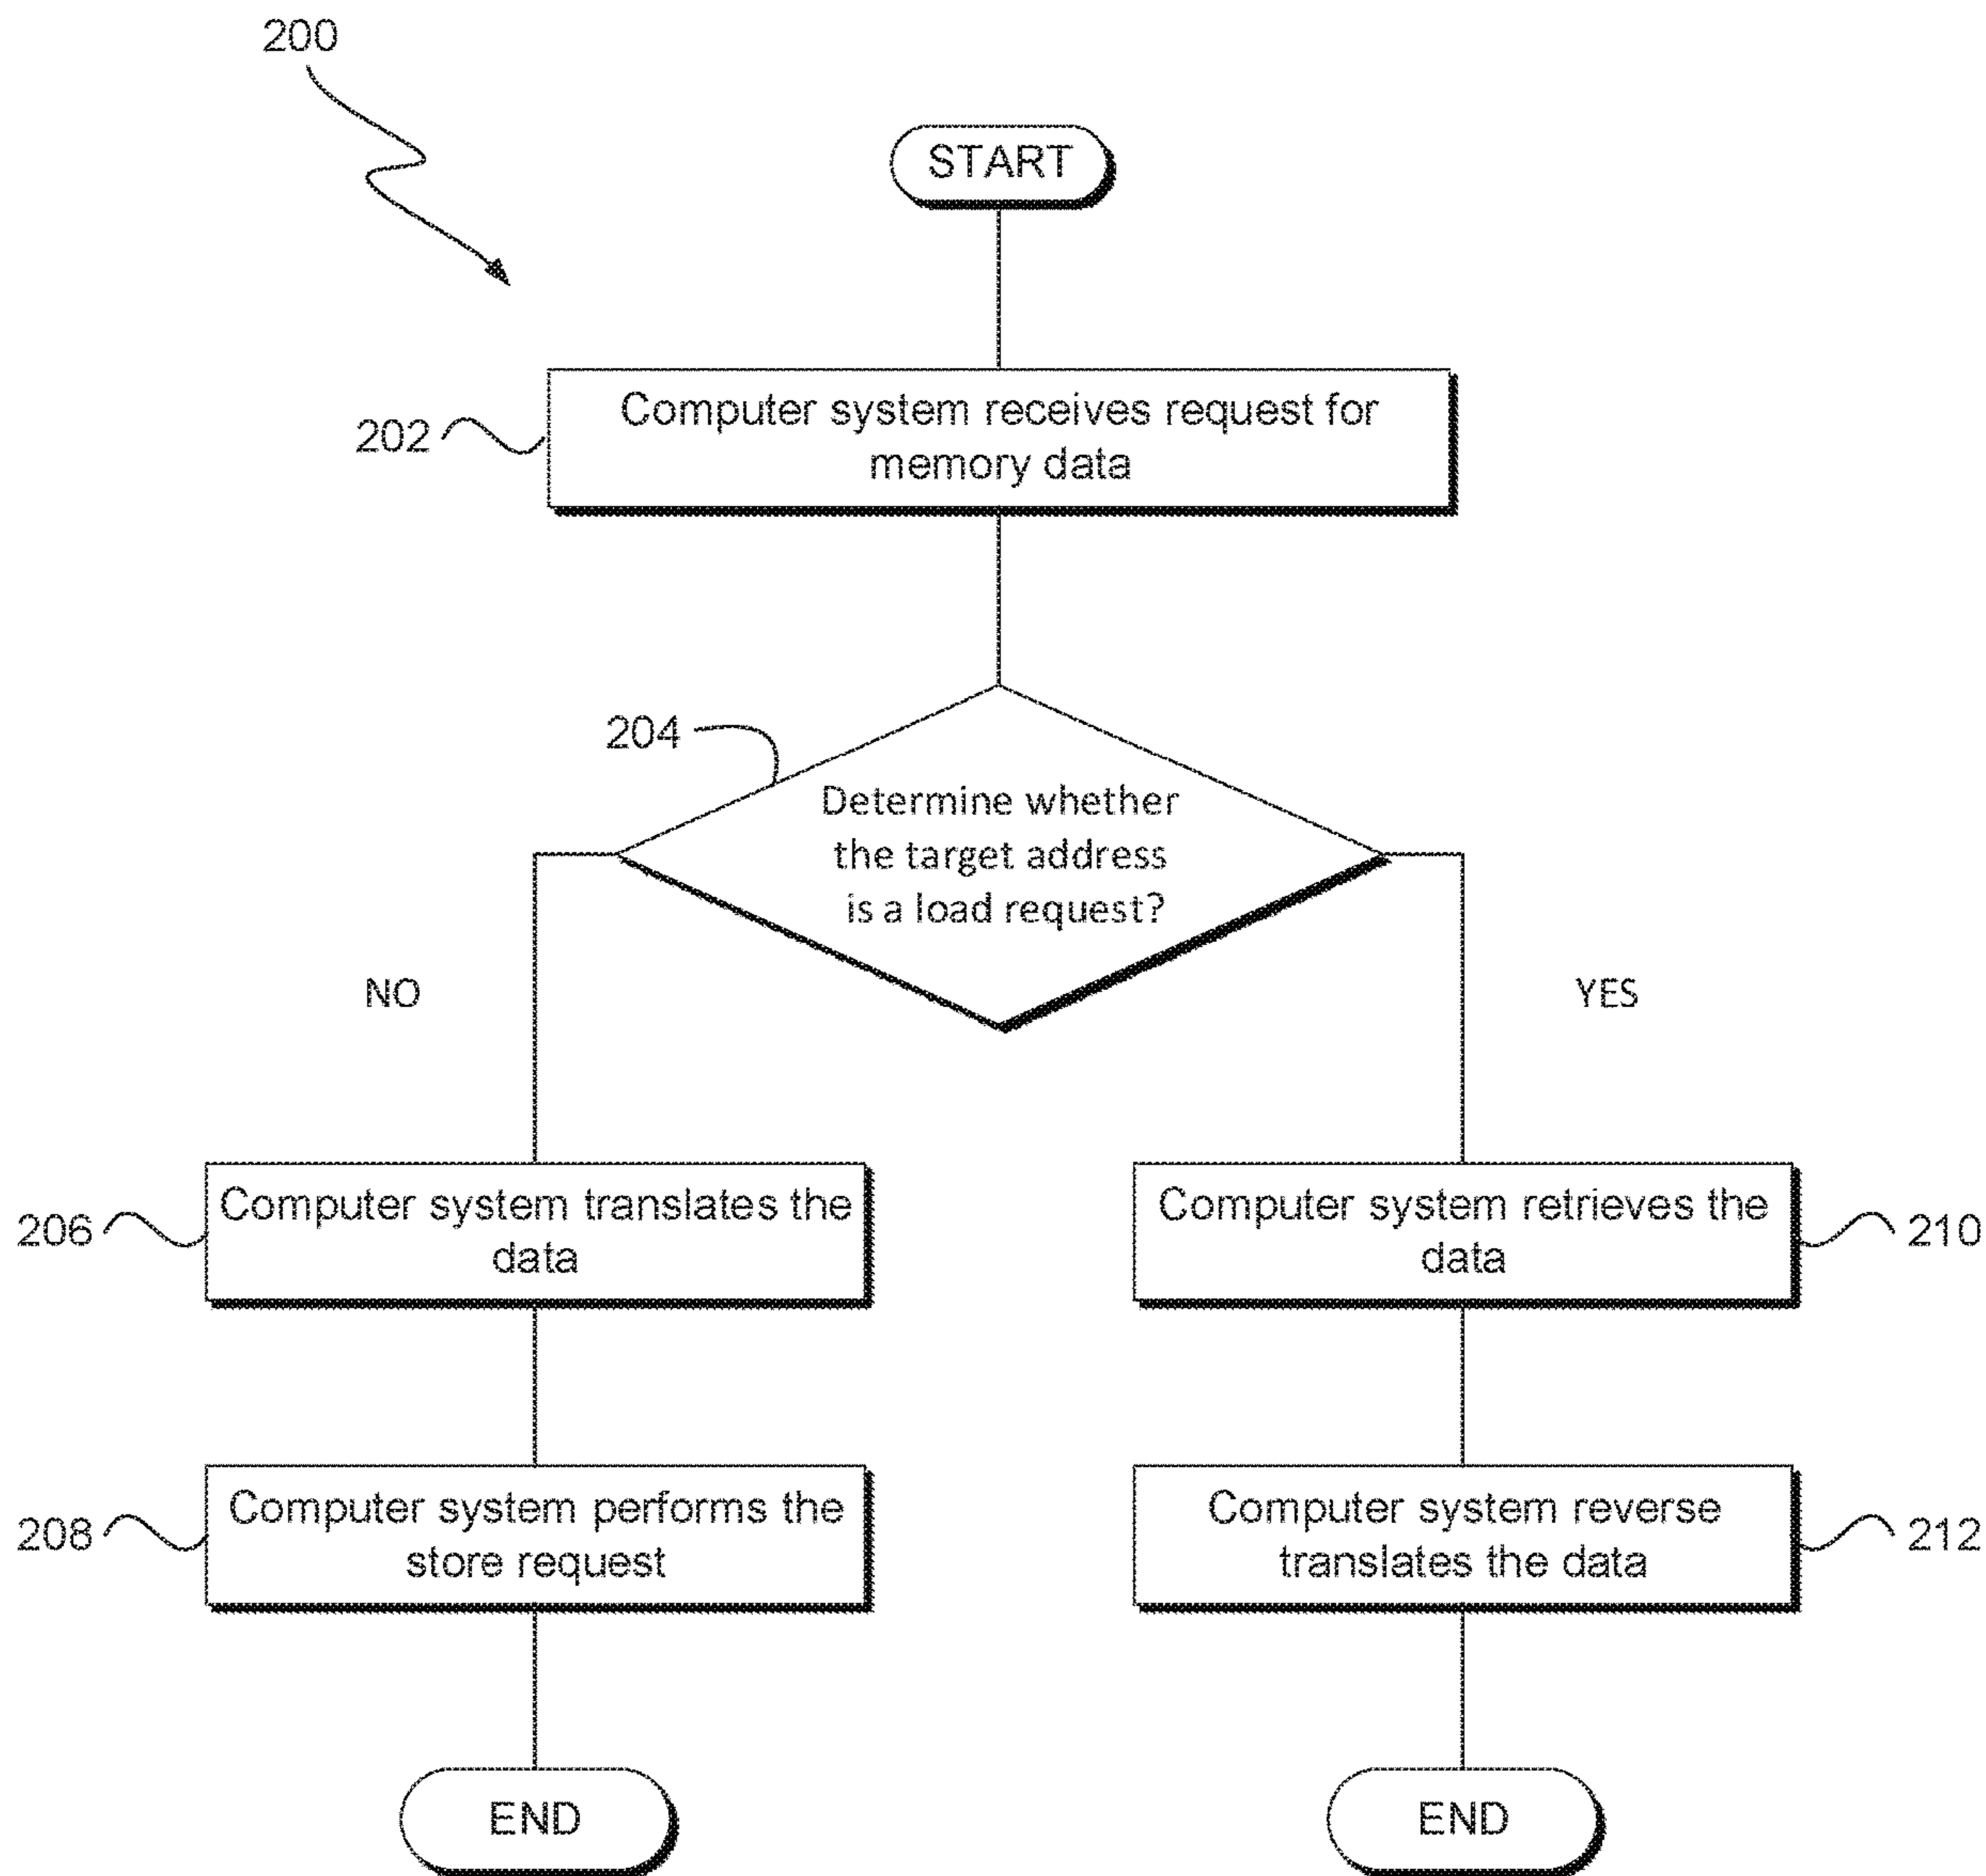 200
START
202
Computer system receives request for
memory data
204
Determine whether
the target address
is a load request?
NO
YES
206
Computer system translates the
data
Computer system retrieves the
data
210
208
Computer system performs the
store request
Computer system reverse
translates the data
212
END
END